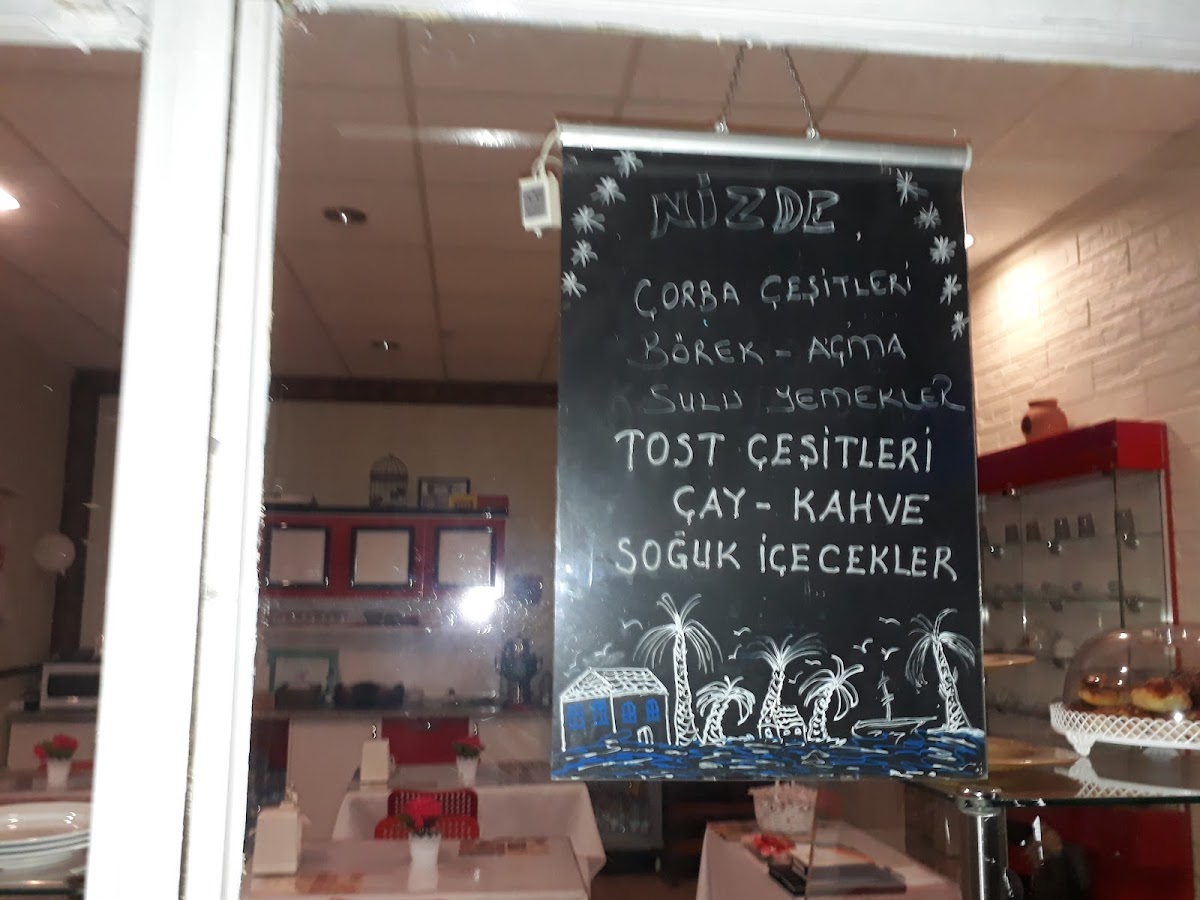 NİZDE
ÇORBA ÇEŞİTLERİ
BÖREK - AÇMA
SULU YEMEKLER
TOST ÇEŞİTLERİ
ÇAY - KAHVE
SOĞUK İÇECEKLER